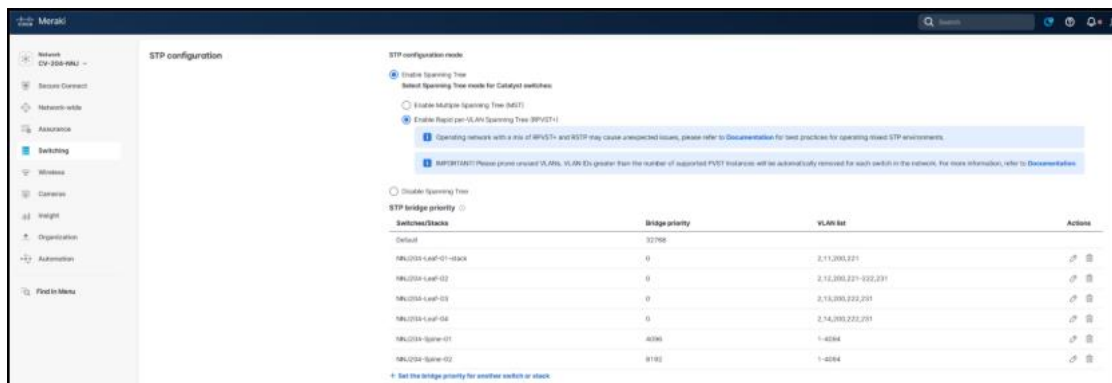 CISCO Meraki
Search
Network
CV-204-NNJ
Secure Connect
Network-wide
Assurance
Switching
Wireless
Cameras
Insight
Organization
Automation
Find in Menu
STP configuration
STP configuration mode
Enable Spanning Tree
Select Spanning Tree mode for Catalyst switches:
Enable Multiple Spanning Tree (MST)
Enable Rapid per-VLAN Spanning Tree (RPVST+)
Operating network with a mix of RPVST+ and RSTP may cause unexpected issues, please refer to Documentation for best practices for operating mixed STP environments.
IMPORTANT! Please prune unused VLANs, VLAN IDs greater than the number of supported PVST instances will be automatically removed for each switch in the network. For more information, refer to Documentation
Disable Spanning Tree
STP bridge priority
Switches/Stacks Bridge priority VLAN list Actions
Default 32768
NNJ204-Leaf-01-stack 0 2,11,200,221
NNJ204-Leaf-02 0 2,12,200,221-222,231
NNJ204-Leaf-03 0 2,13,200,222,231
NNJ204-Leaf-04 0 2,14,200,222,231
NNJ204-Spine-01 4096 1-4094
NNJ204-Spine-02 8192 1-4094
+ Set the bridge priority for another switch or stack